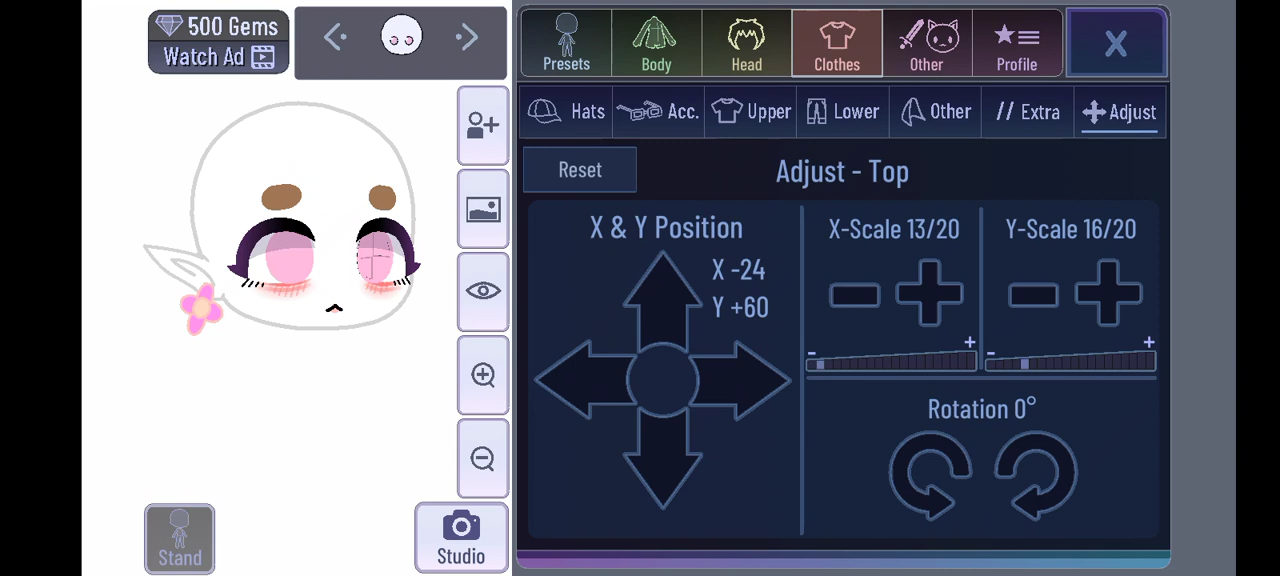 500 Gems
Watch Ad
Presets
Body
Head
Clothes
Other
Profile
X
Hats
Acc.
Upper
Lower
Other
Extra
Adjust
Reset
Adjust - Top
X & Y Position
X -24
Y +60
X-Scale 13/20
Y-Scale 16/20
- +
- +
Rotation 0°
Stand
Studio